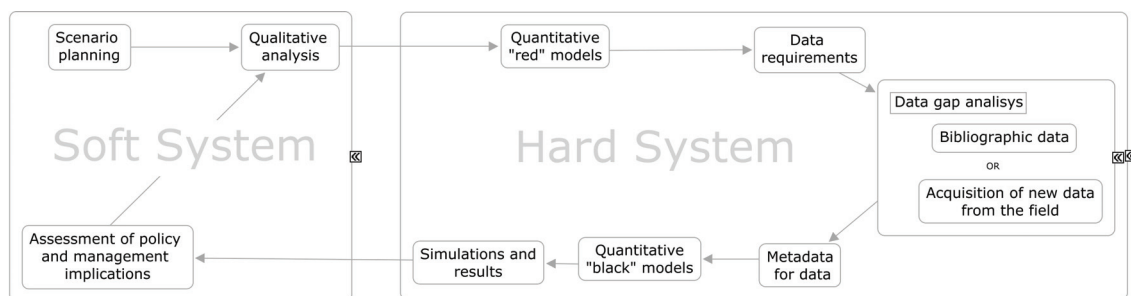 Scenario
planning
Qualitative
analysis
Soft System
Assessment of policy
and management
implications
Quantitative
"red" models
Data
requirements
Data gap analisys
Bibliographic data
OR
Acquisition of new data
from the field
Hard System
Metadata
for data
Quantitative
"black" models
Simulations and
results